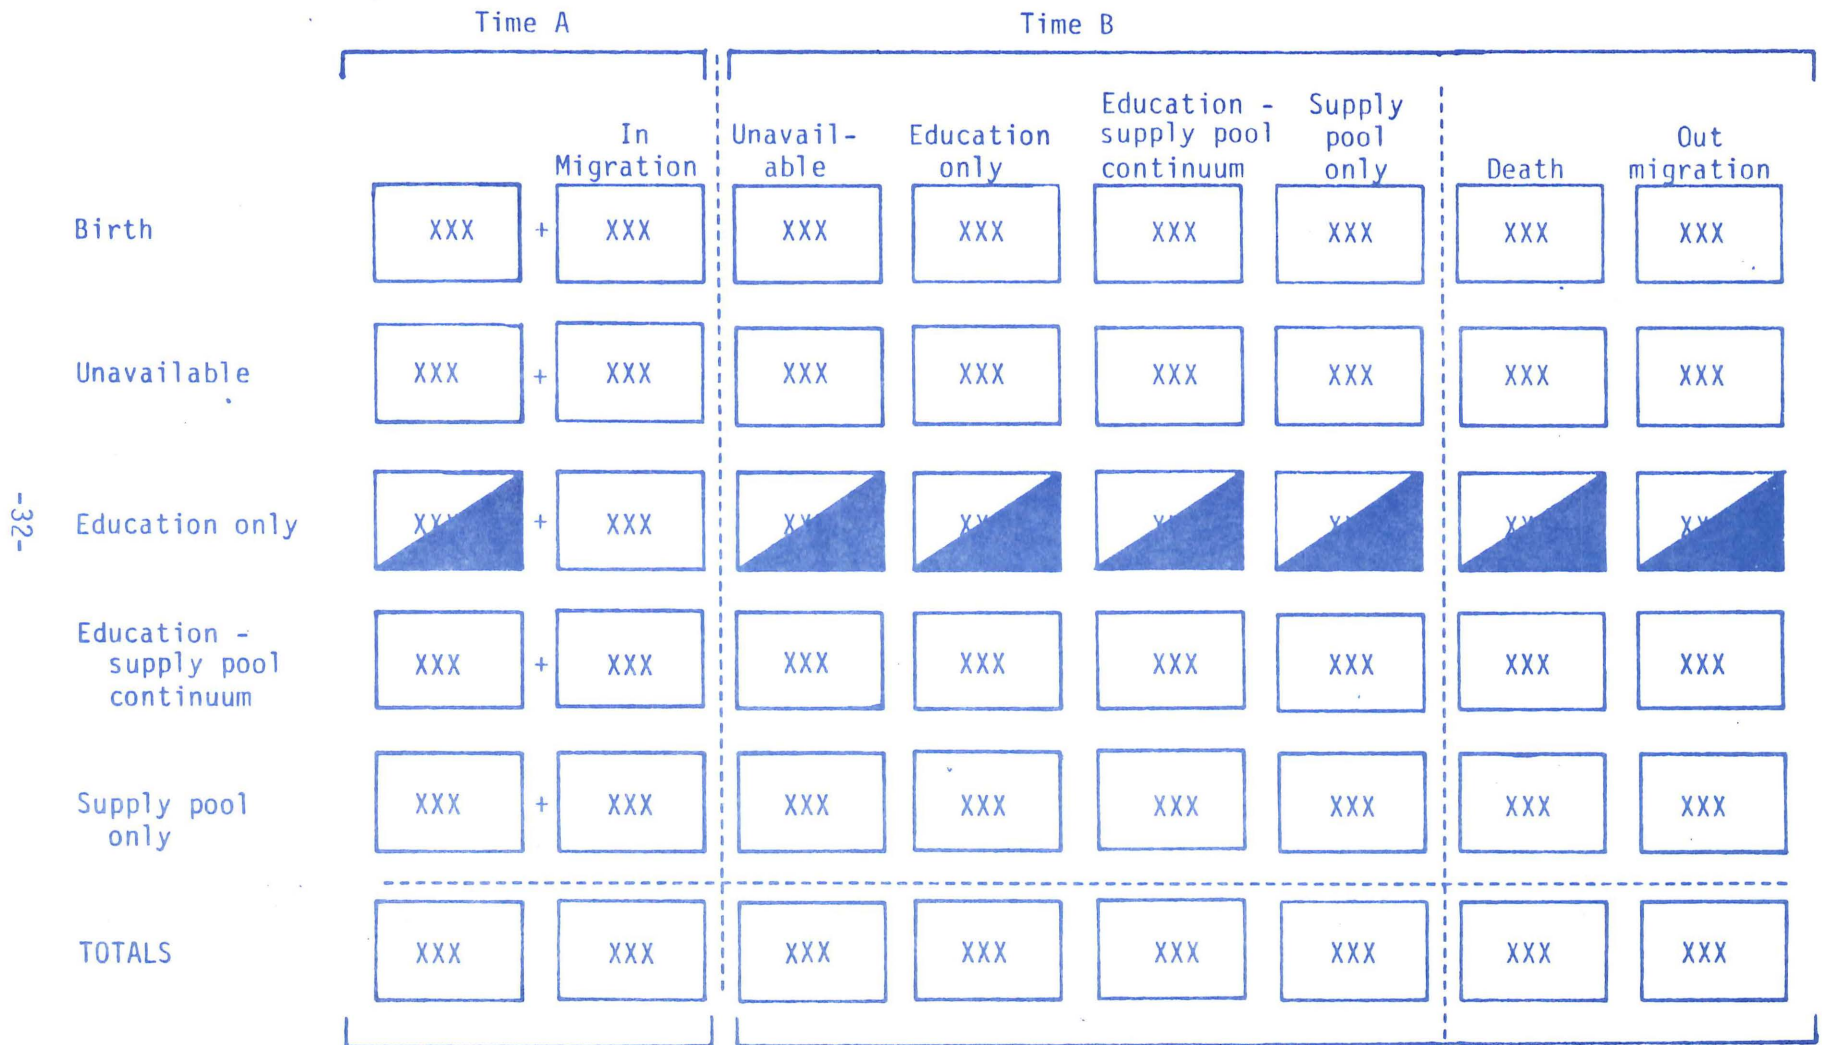 Time A Time B
In Migration Unavail- able Education only Education - supply pool continuum Supply pool only Death Out migration
Birth XXX + XXX XXX XXX XXX XXX XXX XXX
Unavailable XXX + XXX XXX XXX XXX XXX XXX XXX
-32-
Education only + XXX
Education - supply pool continuum XXX + XXX XXX XXX XXX XXX XXX XXX
Supply pool only XXX + XXX XXX XXX XXX XXX XXX XXX
TOTALS XXX XXX XXX XXX XXX XXX XXX XXX